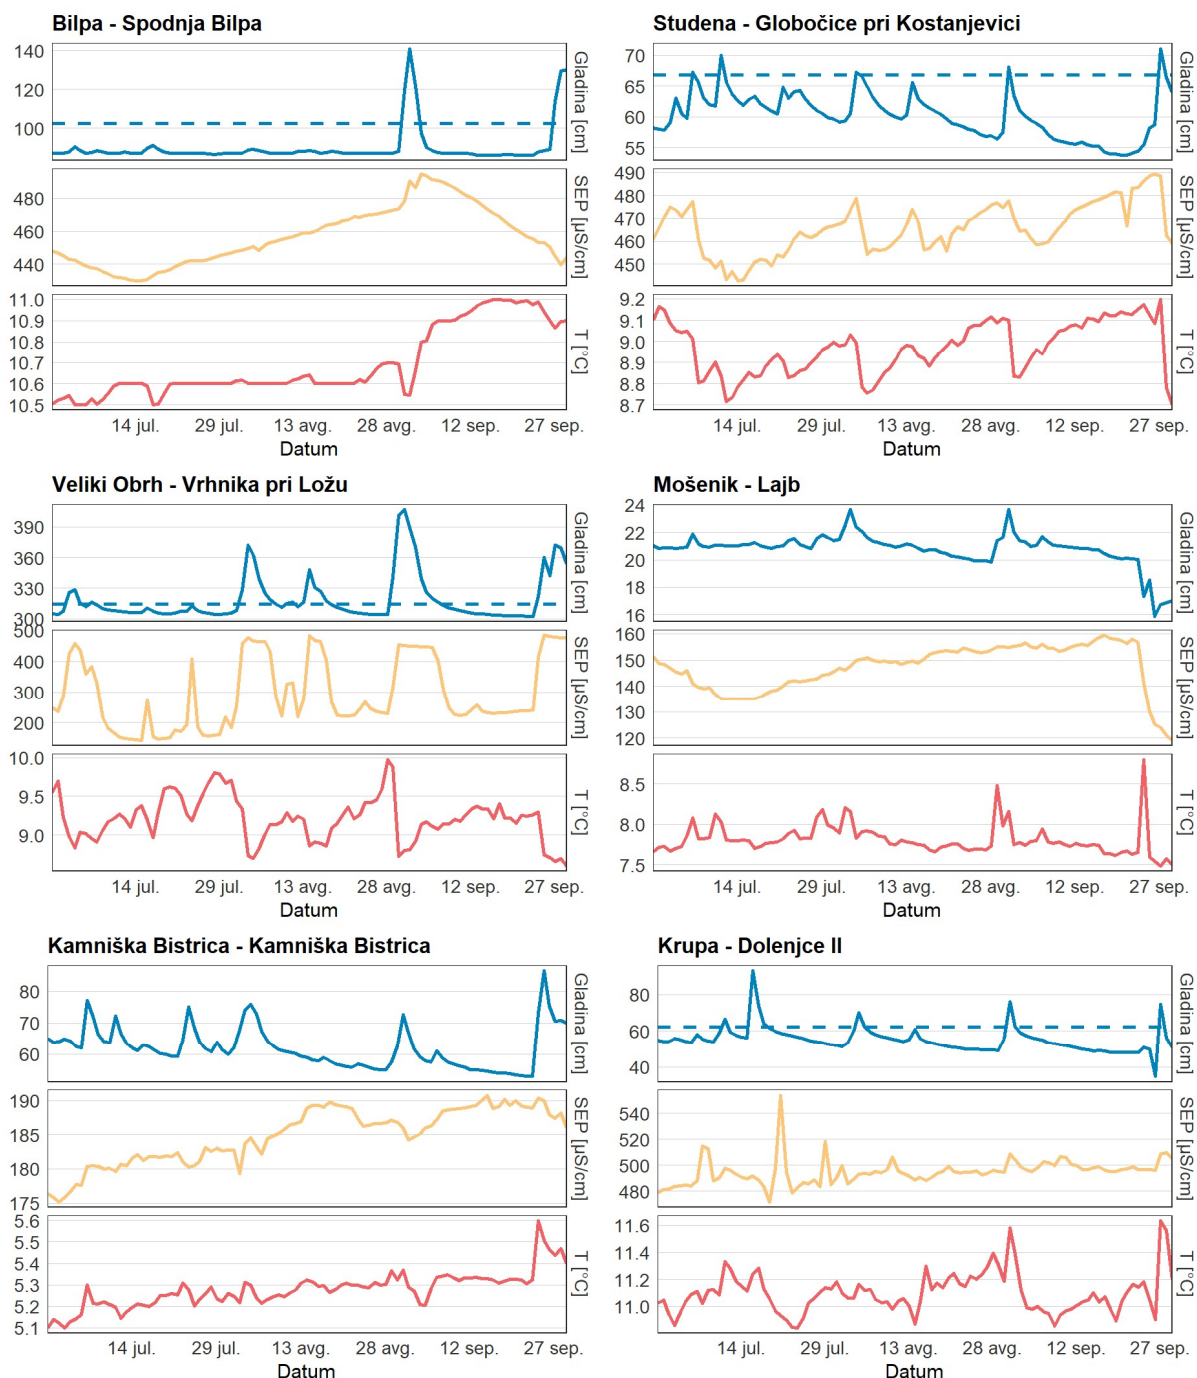 Bilpa - Spodnja Bilpa
140
120
100
Gladina [cm]
480
460
440
SEP [µS/cm]
11.0
10.9
10.8
10.7
10.6
10.5
T [°C]
14 jul. 29 jul. 13 avg. 28 avg. 12 sep. 27 sep.
Datum
Studena - Globočice pri Kostanjevici
70
65
60
55
Gladina [cm]
490
480
470
460
450
SEP [µS/cm]
9.2
9.1
9.0
8.9
8.8
8.7
T [°C]
14 jul. 29 jul. 13 avg. 28 avg. 12 sep. 27 sep.
Datum
Veliki Obrh - Vrhnika pri Ložu
390
360
330
300
Gladina [cm]
500
400
300
200
SEP [µS/cm]
10.0
9.5
9.0
T [°C]
14 jul. 29 jul. 13 avg. 28 avg. 12 sep. 27 sep.
Datum
Mošenik - Lajb
24
22
20
18
16
Gladina [cm]
160
150
140
130
120
SEP [µS/cm]
8.5
8.0
7.5
T [°C]
14 jul. 29 jul. 13 avg. 28 avg. 12 sep. 27 sep.
Datum
Kamniška Bistrica - Kamniška Bistrica
80
70
60
Gladina [cm]
190
185
180
175
SEP [µS/cm]
5.6
5.5
5.4
5.3
5.2
5.1
T [°C]
14 jul. 29 jul. 13 avg. 28 avg. 12 sep. 27 sep.
Datum
Krupa - Dolenjce II
80
60
40
Gladina [cm]
540
520
500
480
SEP [µS/cm]
11.6
11.4
11.2
11.0
T [°C]
14 jul. 29 jul. 13 avg. 28 avg. 12 sep. 27 sep.
Datum